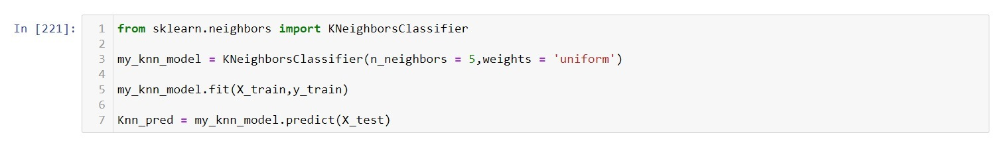 In [221]:
1 from sklearn.neighbors import KNeighborsClassifier
2
3 my_knn_model = KNeighborsClassifier(n_neighbors = 5,weights = 'uniform')
4
5 my_knn_model.fit(X_train,y_train)
6
7 Knn_pred = my_knn_model.predict(X_test)